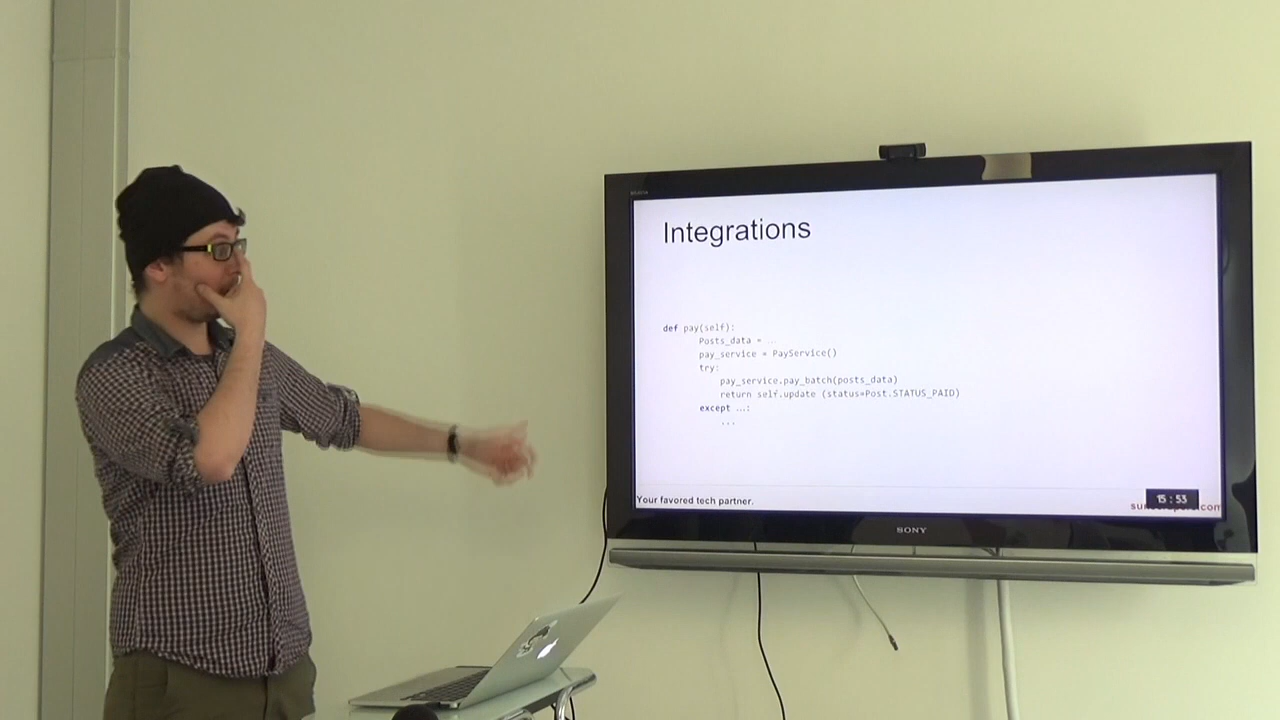 Integrations
def pay(self):
Posts_data = ...
pay_service = PayService()
try:
pay_service.pay_batch(posts_data)
return self.update (status=Post.STATUS_PAID)
except ...:
...
Your favored tech partner.
15 : 53
SONY